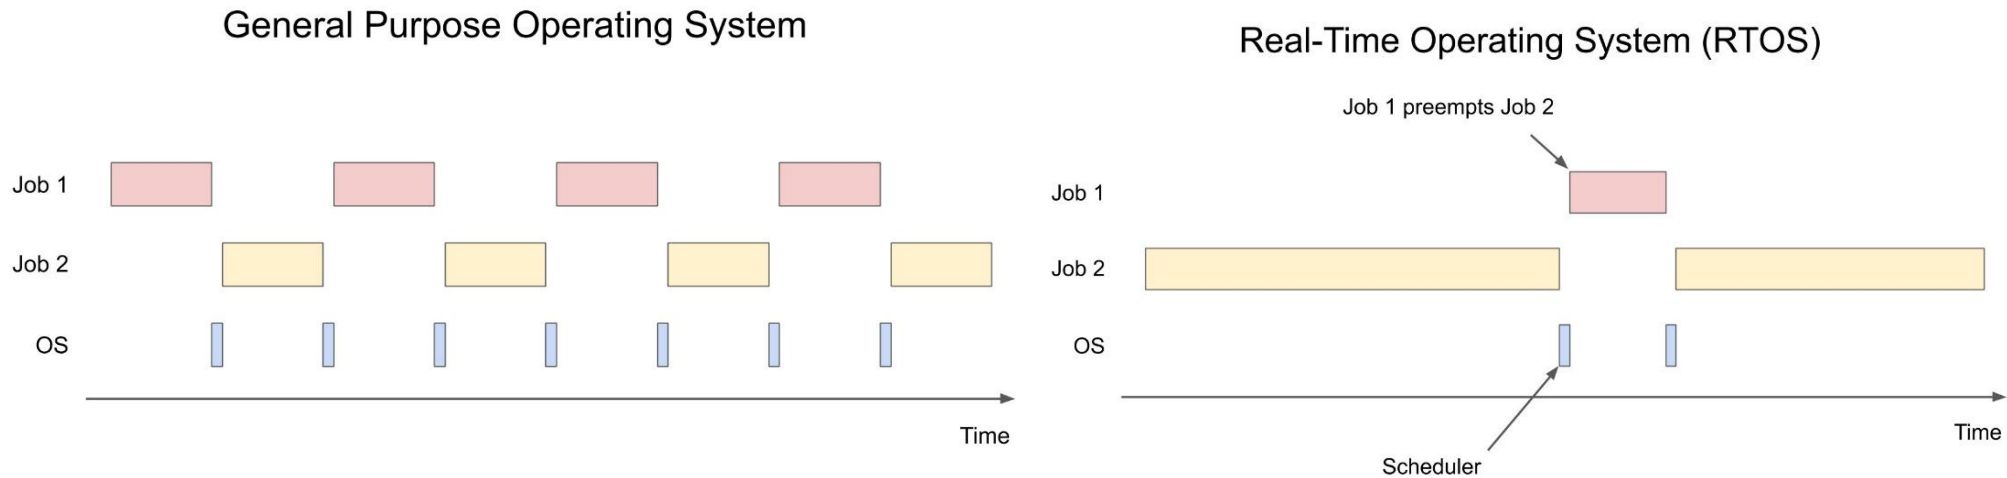 General Purpose Operating System
Job 1
Job 2
OS
Time
Real-Time Operating System (RTOS)
Job 1 preempts Job 2
Job 1
Job 2
OS
Time
Scheduler